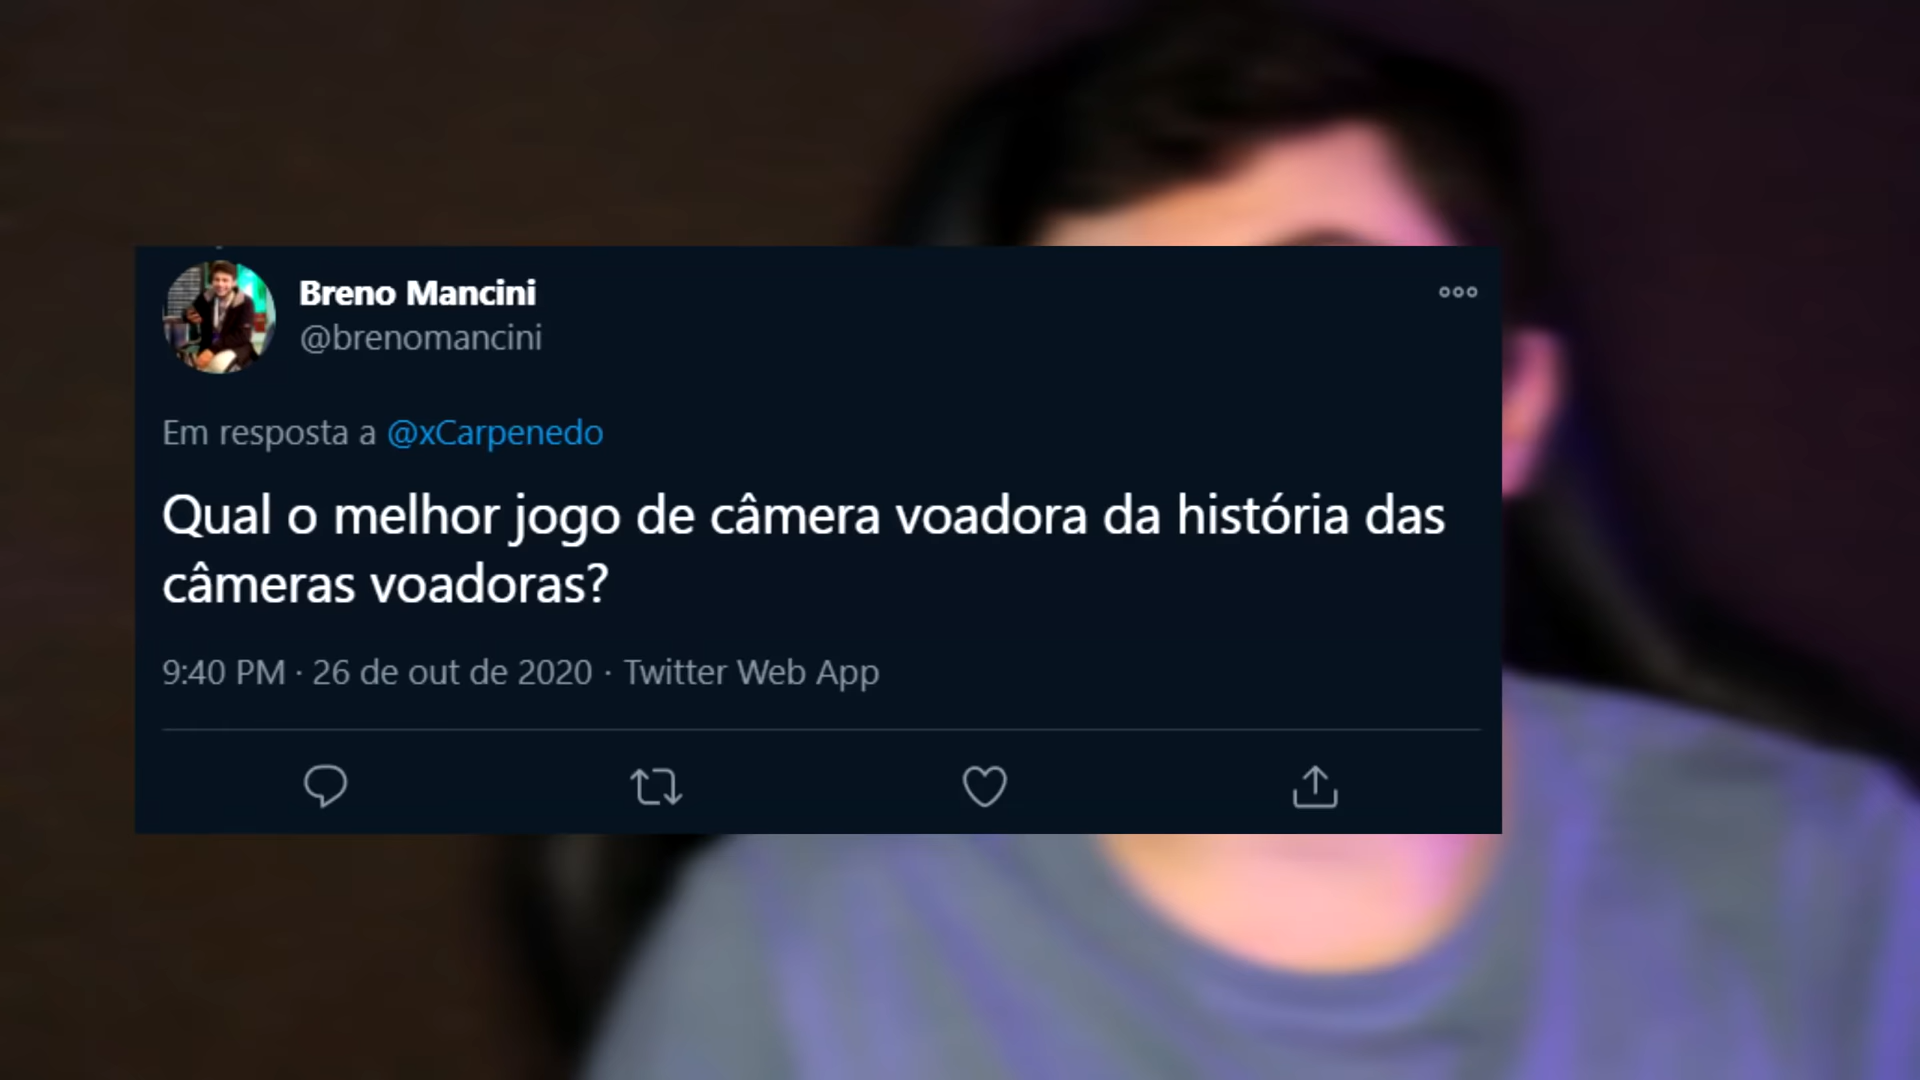 Breno Mancini
@brenomancini
Em resposta a @xCarpenedo
Qual o melhor jogo de câmera voadora da história das
câmeras voadoras?
9:40 PM · 26 de out de 2020 · Twitter Web App